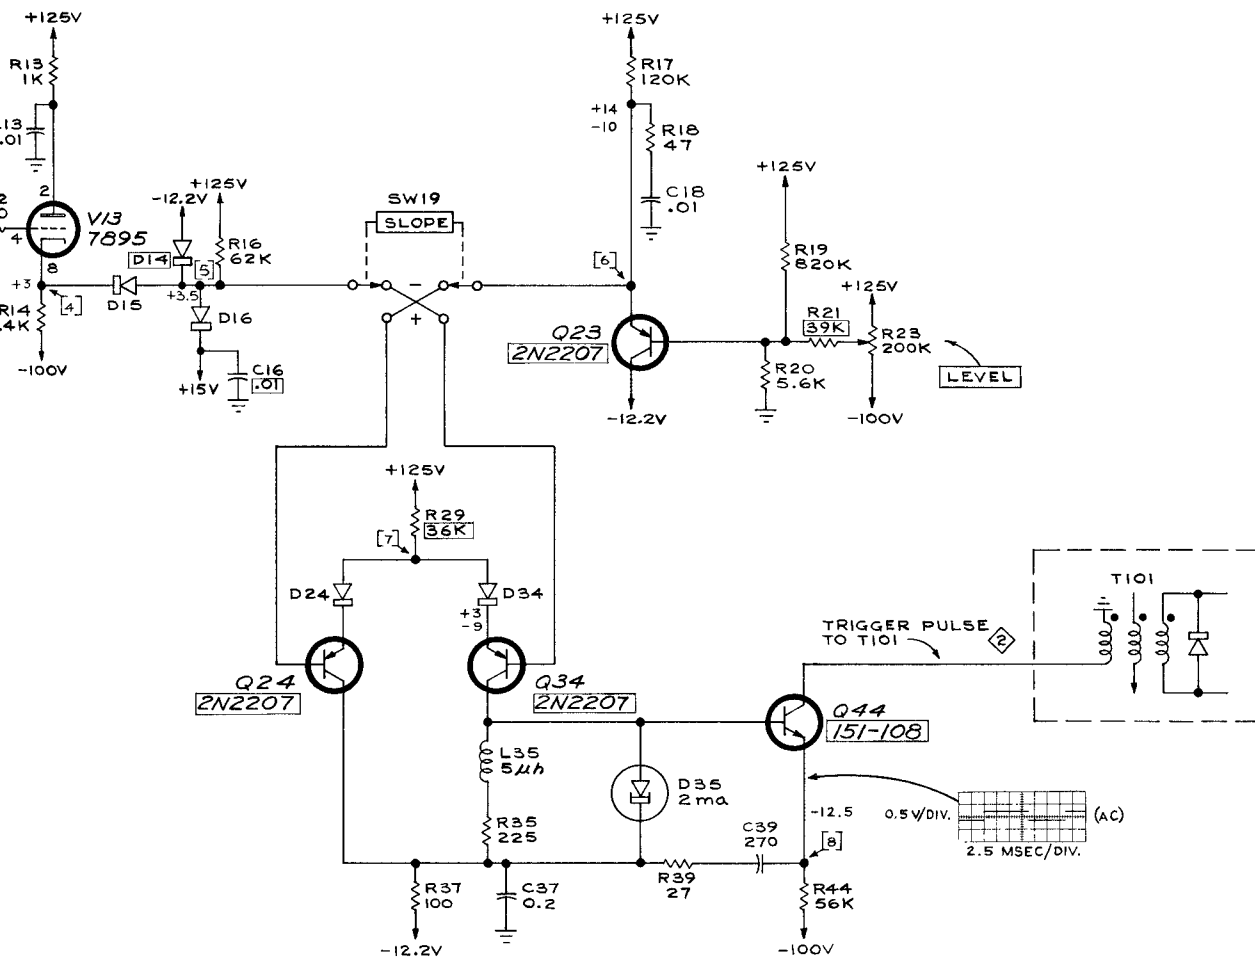 +125V
R13
1K
.01
2
4
8
V13
7895
+3
[4]
R14
-100V
D15
-12.2V
D14
+125V
R16
62K
[5]
+3.5
D16
+15V
C16
.01
SW19
SLOPE
-
+
+125V
R17
120K
+14
-10
R18
47
C18
.01
[6]
Q23
2N2207
-12.2V
+125V
R19
820K
R21
39K
R20
5.6K
+125V
R23
200K
-100V
LEVEL
+125V
R29
36K
[7]
D24
D34
+3
-9
Q24
2N2207
Q34
2N2207
L35
5μh
R35
225
D35
2ma
R37
100
-12.2V
C37
0.2
R39
27
C39
270
Q44
151-108
-12.5
[8]
R44
56K
-100V
0.5V/DIV.
(AC)
2.5 MSEC/DIV.
TRIGGER PULSE
TO T101
2
T101